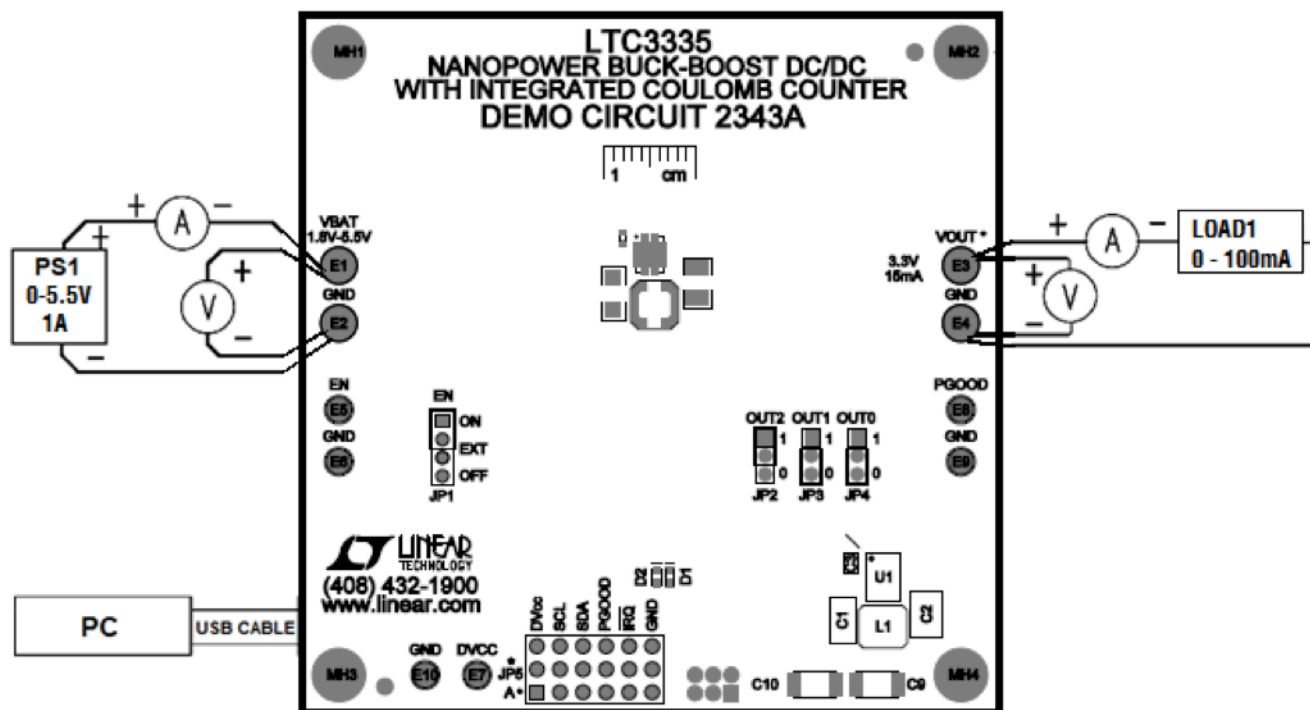 MH1
MH2
LTC3335
NANOPOWER BUCK-BOOST DC/DC
WITH INTEGRATED COULOMB COUNTER
DEMO CIRCUIT 2343A
1 cm
+ A -
+
PS1
0-5.5V
1A
-
+
V
-
VBAT
1.8V-5.5V
E1
GND
E2
VOUT *
3.3V
15mA
E3
GND
E4
+ A -
+
V
-
LOAD1
0 - 100mA
EN
E5
GND
E6
EN
ON
EXT
OFF
JP1
OUT2 OUT1 OUT0
1 1 1
0 0 0
JP2 JP3 JP4
PGOOD
E8
GND
E9
LINEAR
TECHNOLOGY
(408) 432-1900
www.linear.com
PC
USB CABLE
D2 D1
C3
U1
C1
L1
C2
DVcc
SCL
SDA
PGOOD
IRQ
GND
GND
E10
DVCC
E7
*
JP5
A*
MH3
C10
C9
MH4